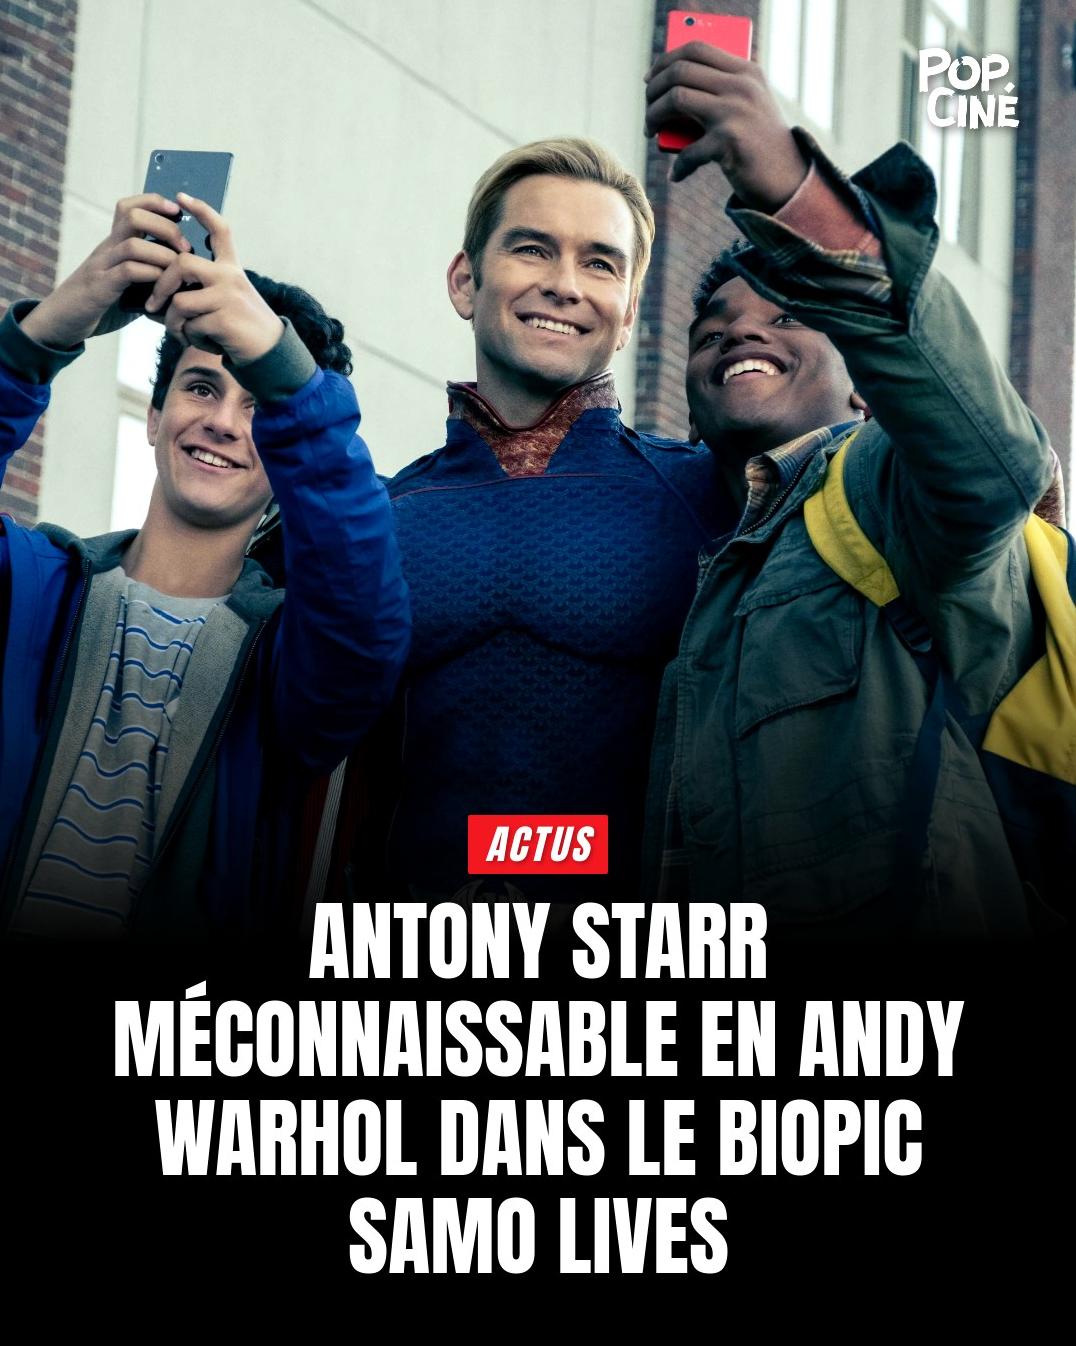 POP.
CINÉ
ACTUS
ANTONY STARR
MÉCONNAISSABLE EN ANDY
WARHOL DANS LE BIOPIC
SAMO LIVES